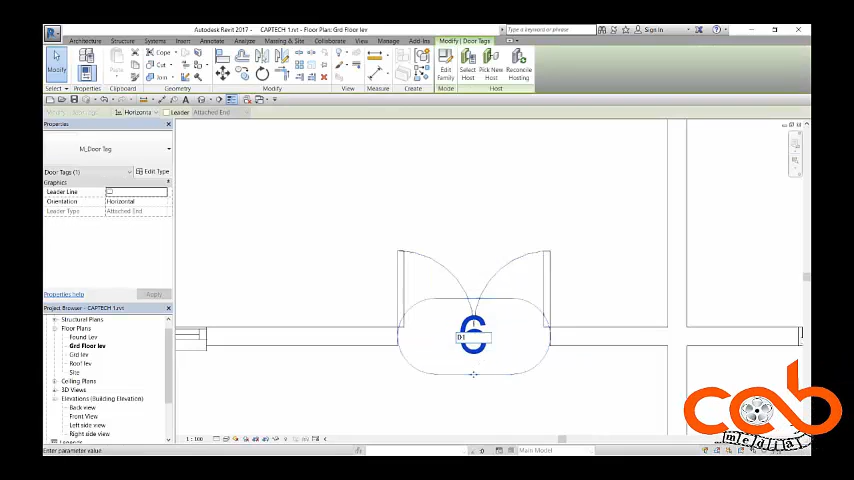 Autodesk Revit 2017 - CAPTECH 1.rvt - Floor Plan: Grd Floor lev
Type a keyword or phrase
Sign In
Architecture Structure Systems Insert Annotate Analyze Massing & Site Collaborate View Manage Add-Ins Modify | Door Tags
Modify
Paste
Cope
Cut
Join
Edit Family
Select Host
Pick New Host
Reconcile Hosting
Select Properties Clipboard Geometry Modify View Measure Create Mode Host
Horizonta
Leader
Attached End
Properties
M_Door Tag
Door Tags (1)
Edit Type
Graphics
Leader Line
Orientation Horizontal
Leader Type Attached End
Properties help
Apply
Project Browser - CAPTECH 1.rvt
Structural Plans
Floor Plans
Found Lev
Grd Floor lev
Grd lev
Roof lev
Site
Ceiling Plans
3D Views
Elevations (Building Elevation)
Back view
Front View
Left side view
Right side view
Legends
6
D1
1 : 100
Enter parameter value
:0
Main Model
cab
media